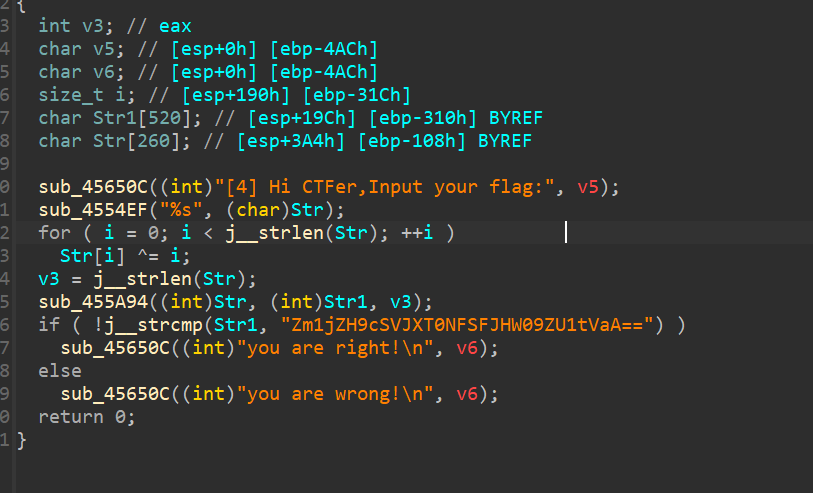 2 {
3 int v3; // eax
4 char v5; // [esp+0h] [ebp-4ACh]
5 char v6; // [esp+0h] [ebp-4ACh]
6 size_t i; // [esp+190h] [ebp-31Ch]
7 char Str1[520]; // [esp+19Ch] [ebp-310h] BYREF
8 char Str[260]; // [esp+3A4h] [ebp-108h] BYREF
9
0 sub_45650C((int)"[4] Hi CTFer,Input your flag:", v5);
1 sub_4554EF("%s", (char)Str);
2 for ( i = 0; i < j__strlen(Str); ++i )
3 Str[i] ^= i;
4 v3 = j__strlen(Str);
5 sub_455A94((int)Str, (int)Str1, v3);
6 if ( !j__strcmp(Str1, "Zm1jZH9cSVJXT0NFSFJHW09ZU1tVaA==") )
7 sub_45650C((int)"you are right!\n", v6);
8 else
9 sub_45650C((int)"you are wrong!\n", v6);
0 return 0;
1 }